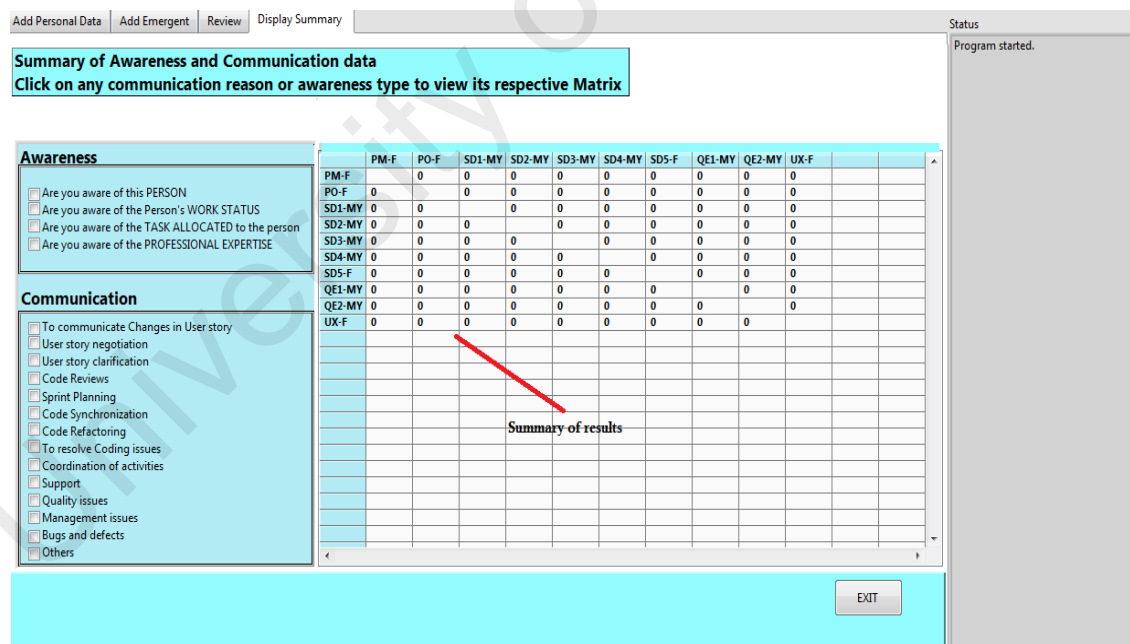 Add Personal Data Add Emergent Review Display Summary
Status
Program started.
Summary of Awareness and Communication data
Click on any communication reason or awareness type to view its respective Matrix
Awareness
Are you aware of this PERSON
Are you aware of the Person's WORK STATUS
Are you aware of the TASK ALLOCATED to the person
Are you aware of the PROFESSIONAL EXPERTISE
Communication
To communicate Changes in User story
User story negotiation
User story clarification
Code Reviews
Sprint Planning
Code Synchronization
Code Refactoring
To resolve Coding issues
Coordination of activities
Support
Quality issues
Management issues
Bugs and defects
Others
PM-F PO-F SD1-MY SD2-MY SD3-MY SD4-MY SD5-F QE1-MY QE2-MY UX-F
PM-F 0 0 0 0 0 0 0 0 0
PO-F 0 0 0 0 0 0 0 0 0
SD1-MY 0 0 0 0 0 0 0 0 0
SD2-MY 0 0 0 0 0 0 0 0 0
SD3-MY 0 0 0 0 0 0 0 0 0
SD4-MY 0 0 0 0 0 0 0 0 0
SD5-F 0 0 0 0 0 0 0 0 0
QE1-MY 0 0 0 0 0 0 0 0 0
QE2-MY 0 0 0 0 0 0 0 0 0
UX-F 0 0 0 0 0 0 0 0 0
Summary of results
EXIT
University o